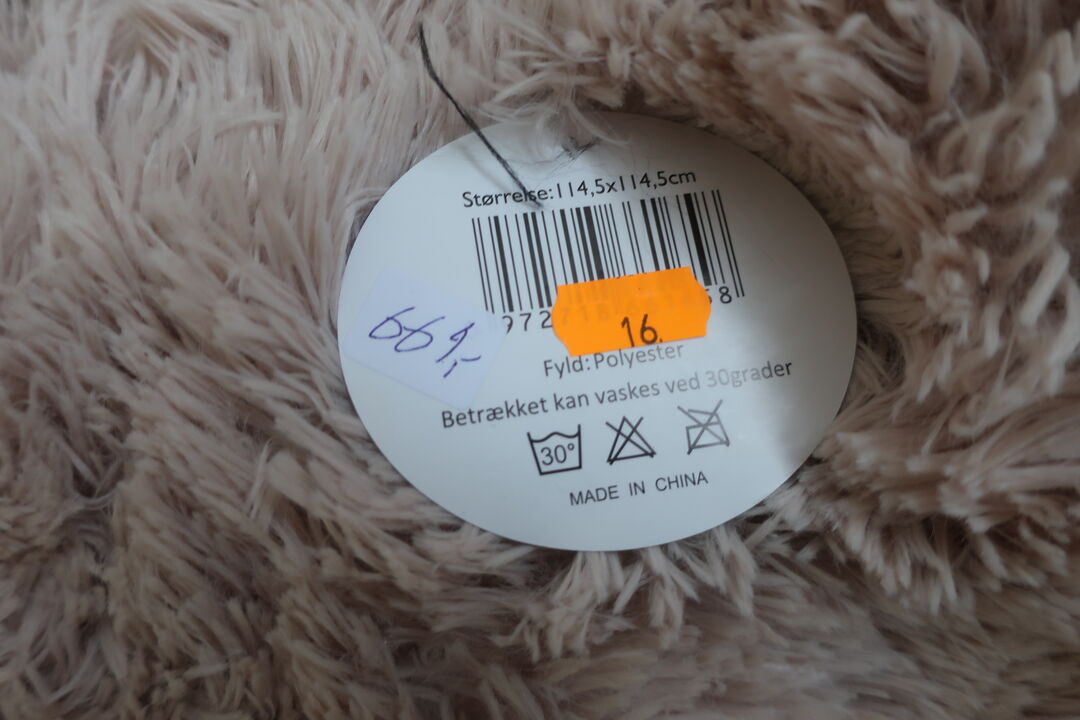 Størrelse:114,5x114,5cm
669,-
16.
Fyld: Polyester
Betrækket kan vaskes ved 30grader
30°
MADE IN CHINA